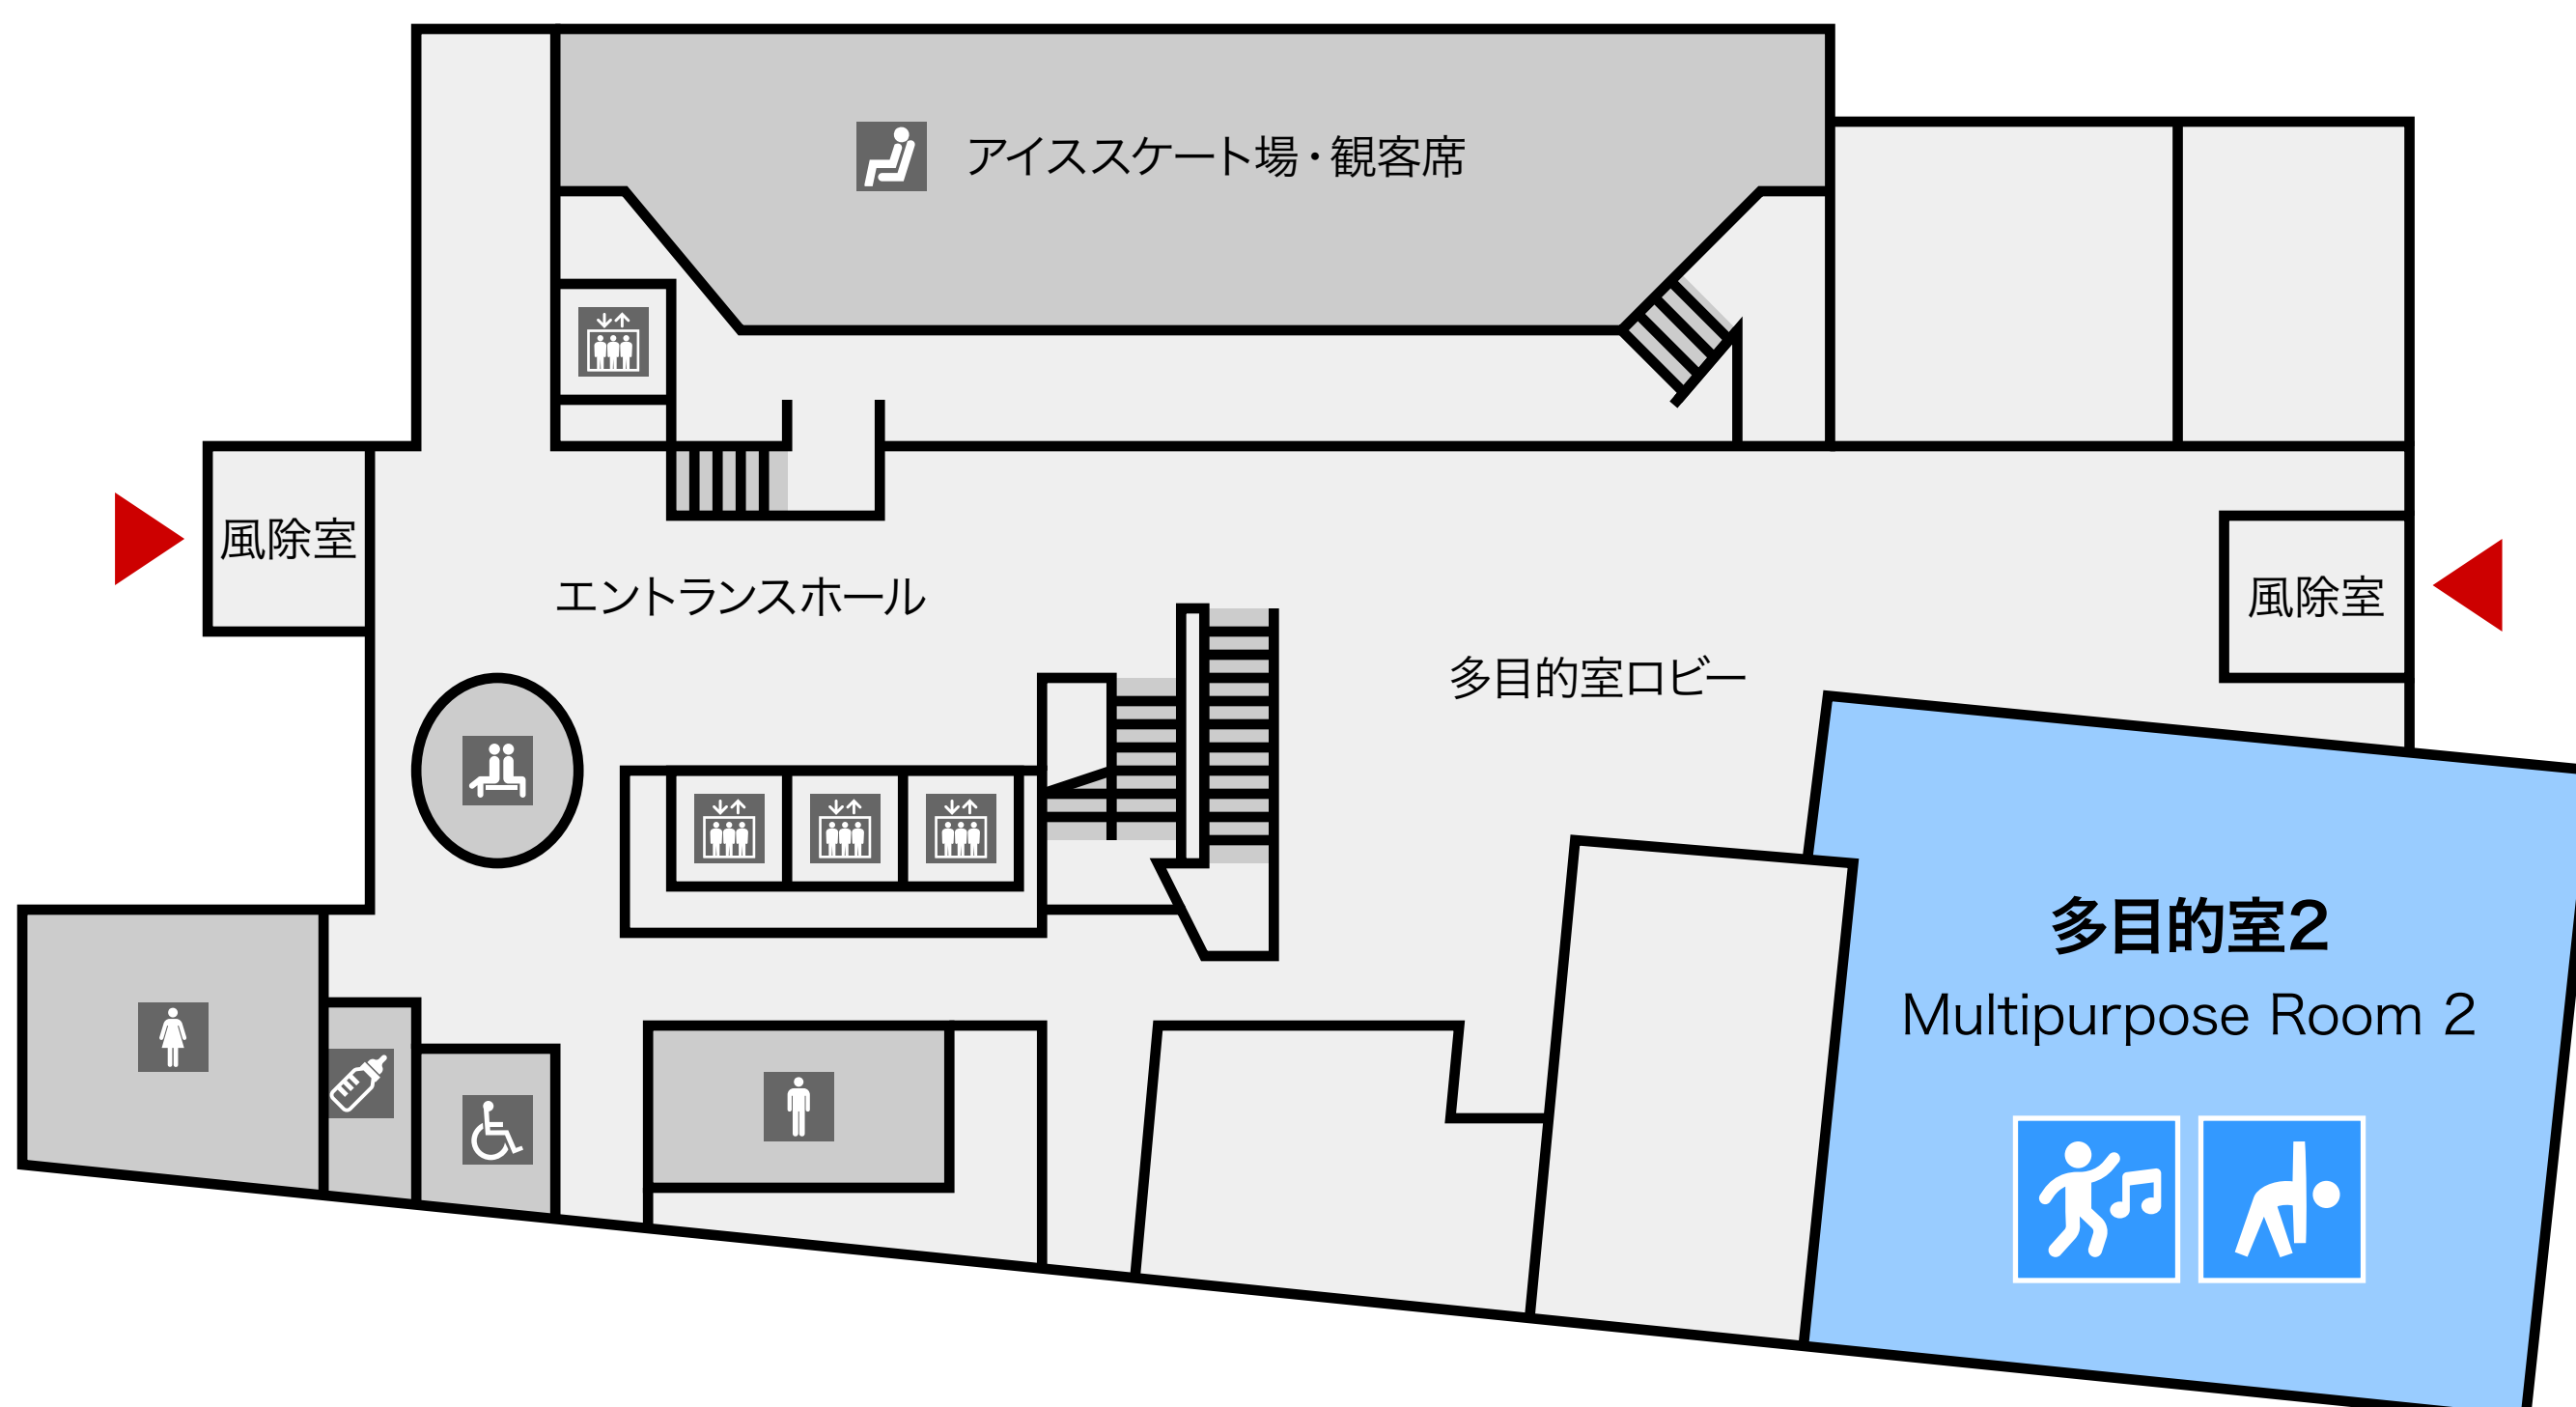 アイススケート場・観客席
風除室
エントランスホール
風除室
多目的室ロビー
多目的室2
Multipurpose Room 2